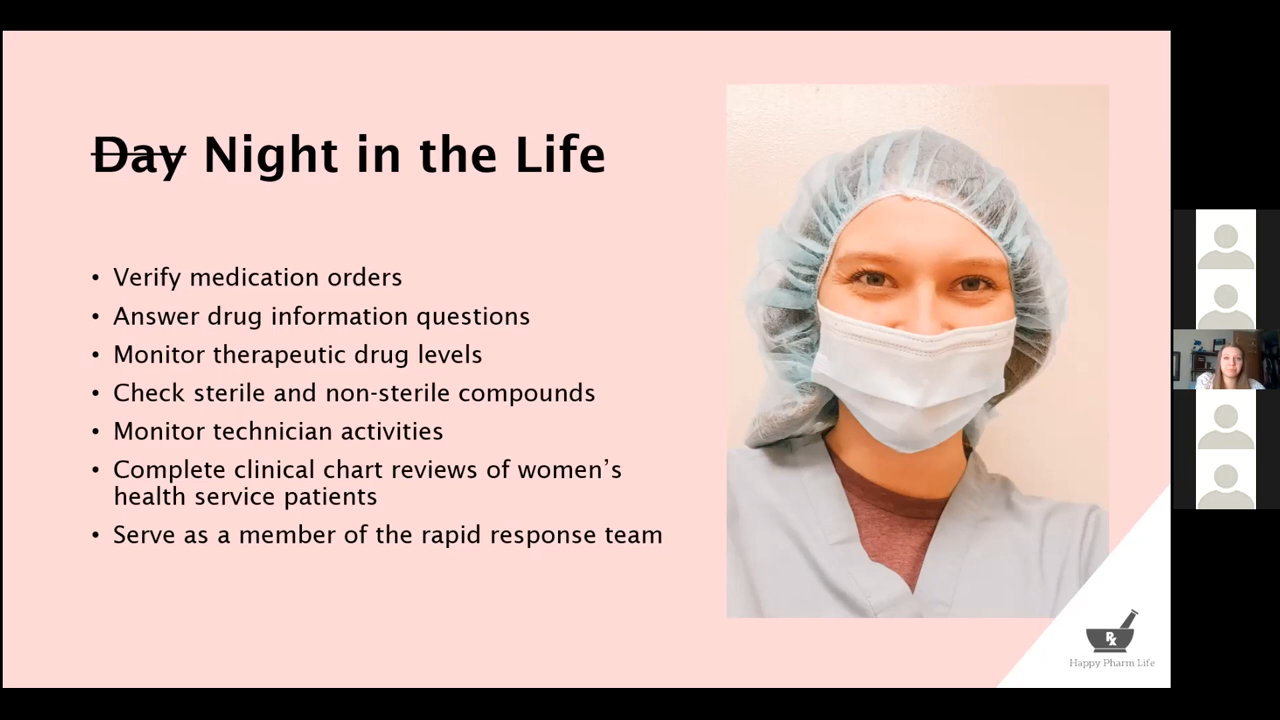 Day Night in the Life
• Verify medication orders
• Answer drug information questions
• Monitor therapeutic drug levels
• Check sterile and non-sterile compounds
• Monitor technician activities
• Complete clinical chart reviews of women’s
health service patients
• Serve as a member of the rapid response team
Rx
Happy Pharm Life